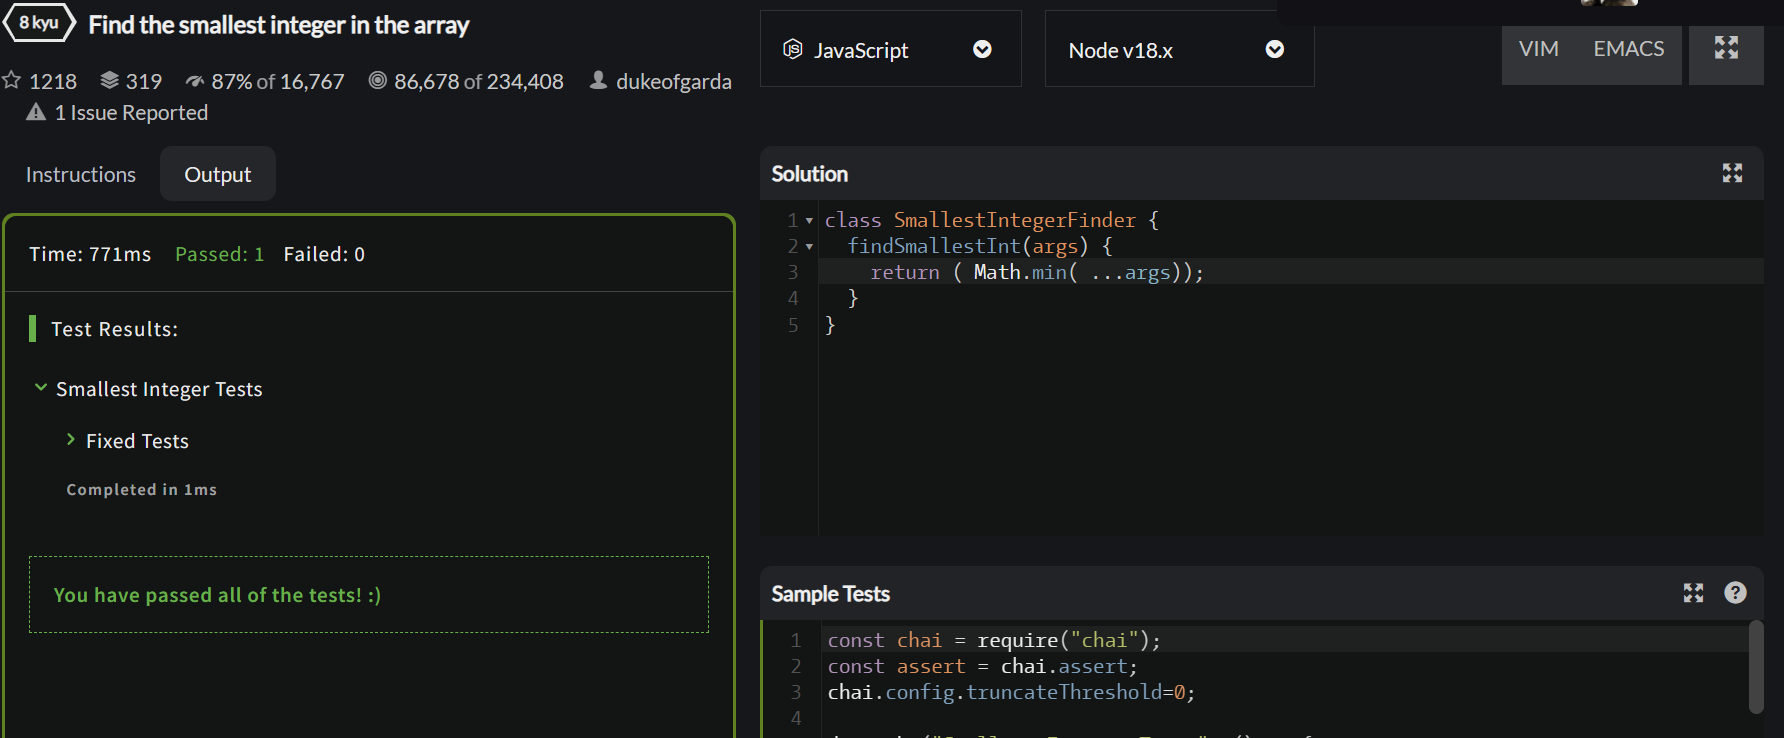 8 kyu Find the smallest integer in the array
1218 319 87% of 16,767 86,678 of 234,408 dukeofgarda
1 Issue Reported
Instructions Output
Time: 771ms Passed: 1 Failed: 0
Test Results:
Smallest Integer Tests
Fixed Tests
Completed in 1ms
You have passed all of the tests! :)
JS JavaScript Node v18.x VIM EMACS
Solution
1 class SmallestIntegerFinder {
2 findSmallestInt(args) {
3 return ( Math.min( ...args));
4 }
5 }
Sample Tests ?
1 const chai = require("chai");
2 const assert = chai.assert;
3 chai.config.truncateThreshold=0;
4